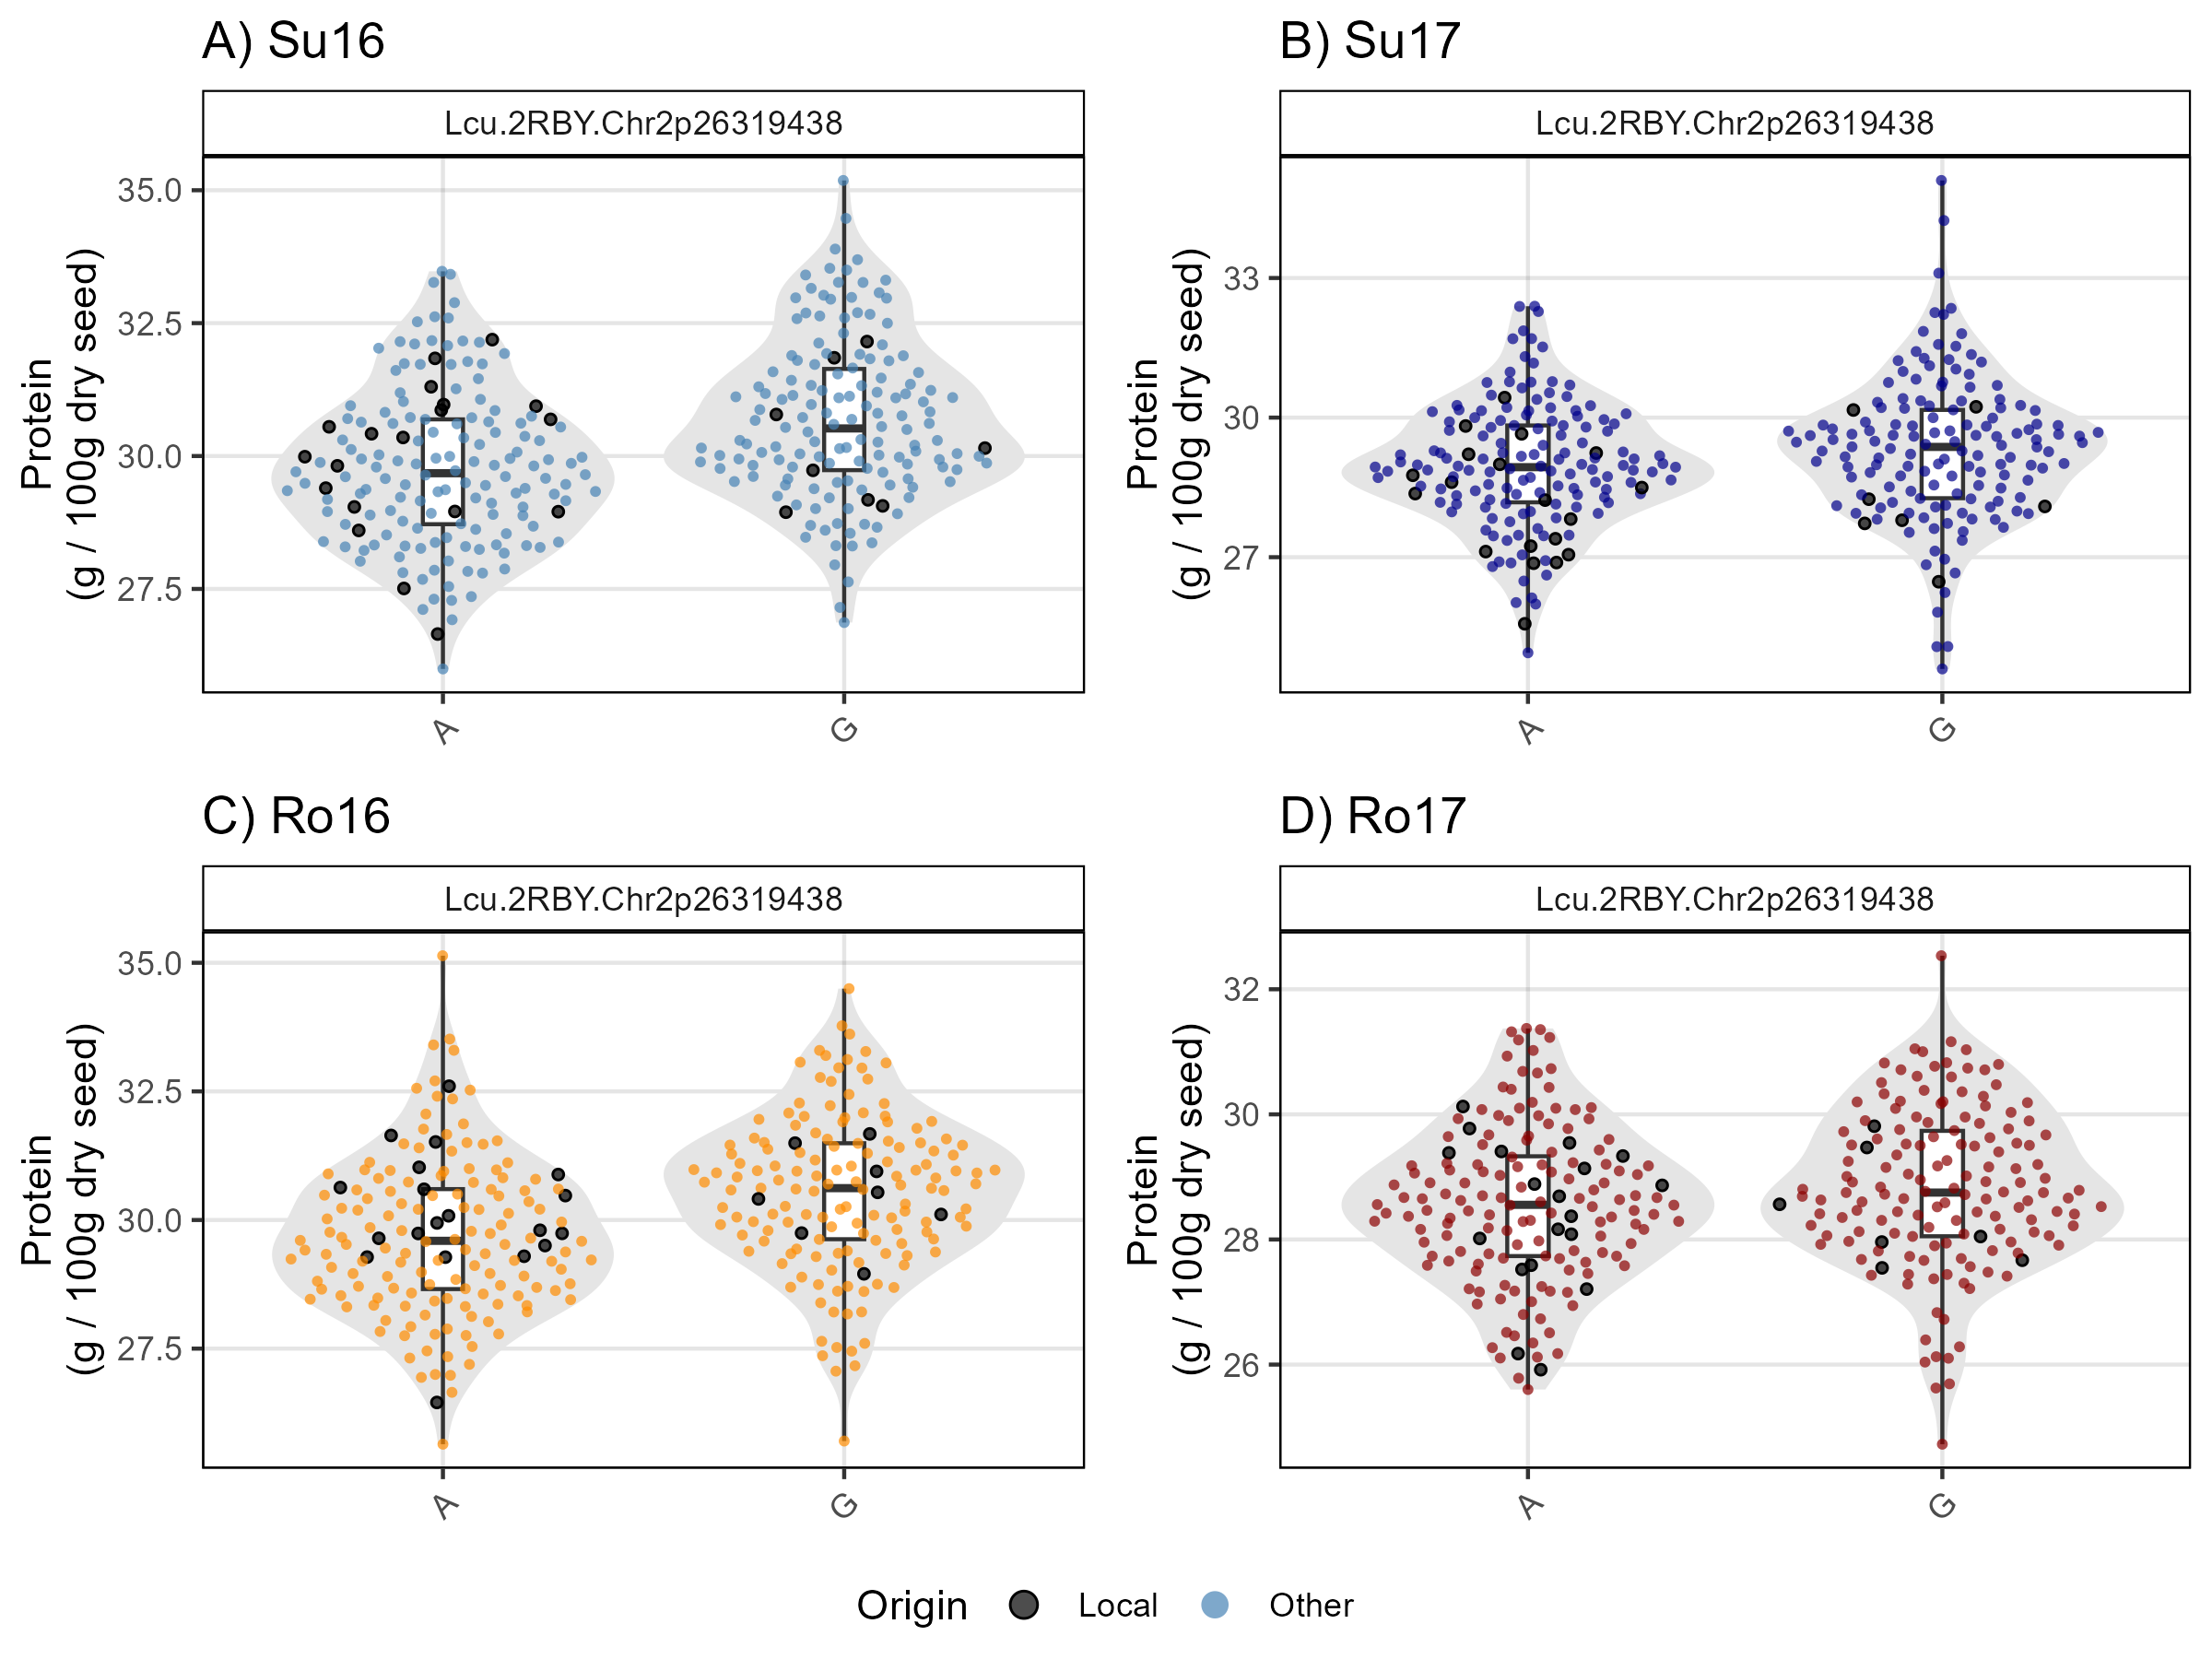 A) Su16
Lcu.2RBY.Chr2p26319438
Protein
(g / 100g dry seed)
35.0
32.5
30.0
27.5
A
G
B) Su17
Lcu.2RBY.Chr2p26319438
Protein
(g / 100g dry seed)
33
30
27
A
G
C) Ro16
Lcu.2RBY.Chr2p26319438
Protein
(g / 100g dry seed)
35.0
32.5
30.0
27.5
A
G
D) Ro17
Lcu.2RBY.Chr2p26319438
Protein
(g / 100g dry seed)
32
30
28
26
A
G
Origin Local Other